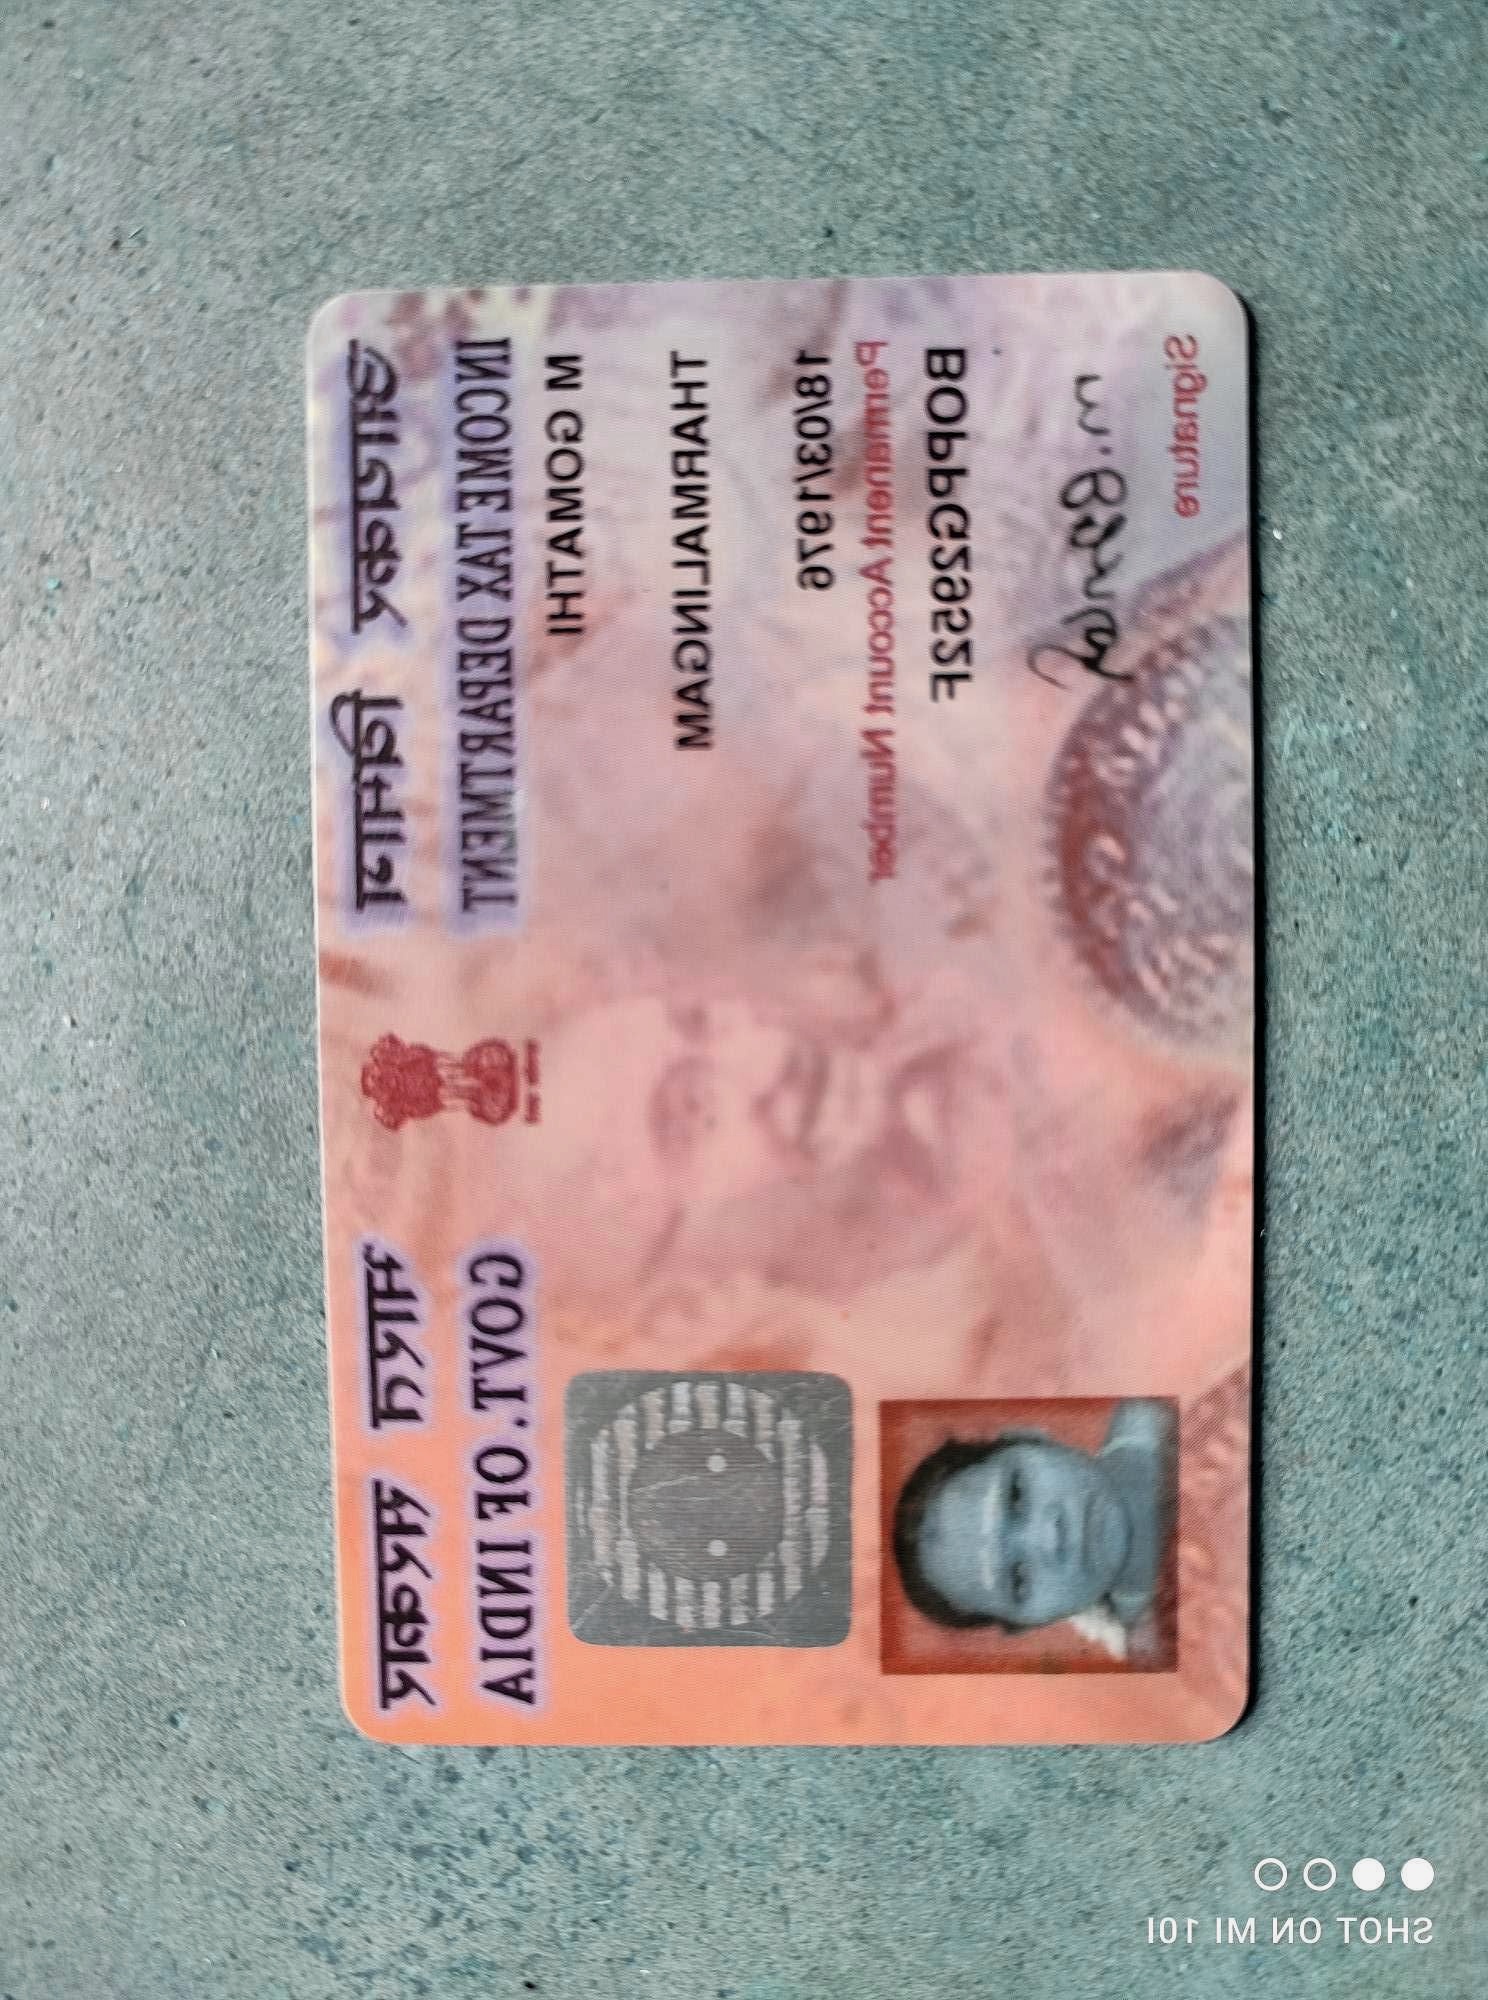 आयकर विभाग भारत सरकार
INCOME TAX DEPARTMENT GOVT. OF INDIA
M GOMATHI
THARMALINGAM
18/03/1976
Permanent Account Number
Signature
SHOT ON MI 10I